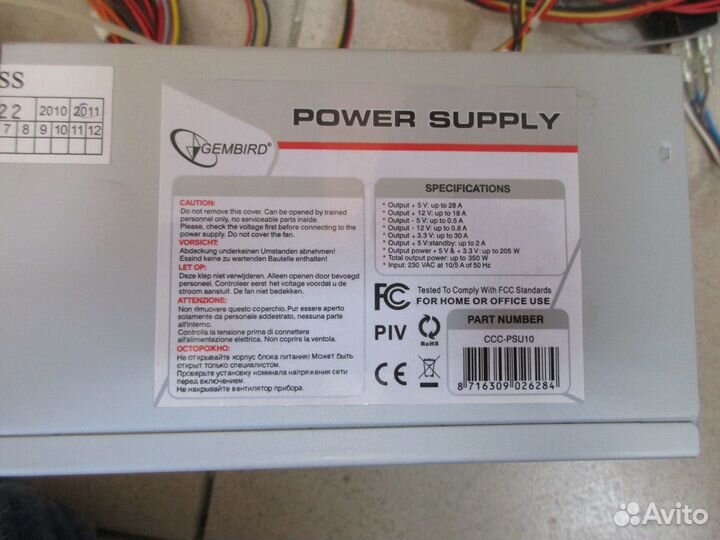 SS
22 2010 2011
7 8 9 10 11 12
GEMBIRD
POWER SUPPLY
CAUTION:
Do not remove this cover. Can be opened by trained
personnel only, no serviceable parts inside.
Please, check the voltage first before connecting to the
power supply. Do not cover the fan.
VORSICHT:
Abdeckung underkeinen Umstanden abnehmen!
Essind keine zu wartenden Bauteile enthalten!
LET OP:
Deze klep niet verwijderen. Alleen openen door bevoegd
personeel. Controleer eerst het voltage voordat u de
stroom aansluit. De fan niet bedekken.
ATTENZIONE:
Non rimuovere questo coperchio.Pur essere aperto
solamente da personale addestrato, nessuna parte
all'interno.
Controlla la tensione prima di connettere
all'alimentazione elettrica. Non coprire la ventola.
ОСТОРОЖНО:
Не открывайте корпус блока питания! Может быть
открыт только специалистом.
Проверьте установку номинала напряжения сети
перед включением.
Не накрывайте вентилятор прибора.
SPECIFICATIONS
* Output + 5 V: up to 28 A
* Output + 12 V: up to 18 A
* Output - 5 V: up to 0.5 A
* Output - 12 V: up to 0.8 A
* Output + 3.3 V: up to 30 A
* Output + 5 V:standby: up to 2 A
* Output power + 5 V & + 3.3 V: up to 205 W
* Total output power: up to 350 W
* Input: 230 VAC at 10/5 A of 50 Hz
FC Tested To Comply With FCC Standards
FOR HOME OR OFFICE USE
PIV RoHS
CE
PART NUMBER
CCC-PSU10
8 716309 026284
Avito